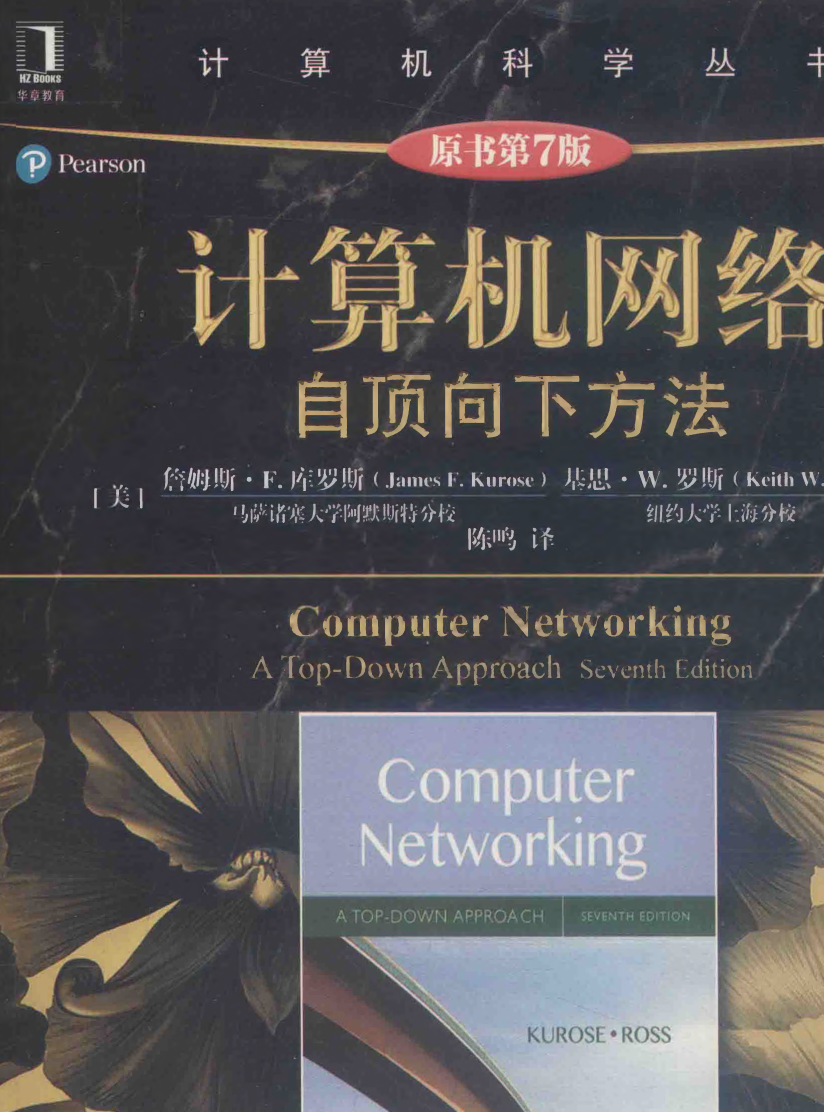 HZ BOOKS
华章教育
计算机科学丛
Pearson
原书第7版
计算机网络
自顶向下方法
[美]
詹姆斯·F. 库罗斯（James F. Kurose） 基思·W. 罗斯（Keith W.
马萨诸塞大学阿默斯特分校 纽约大学上海分校
陈鸣 译
Computer Networking
A Top-Down Approach Seventh Edition
Computer
Networking
A TOP-DOWN APPROACH SEVENTH EDITION
KUROSE • ROSS